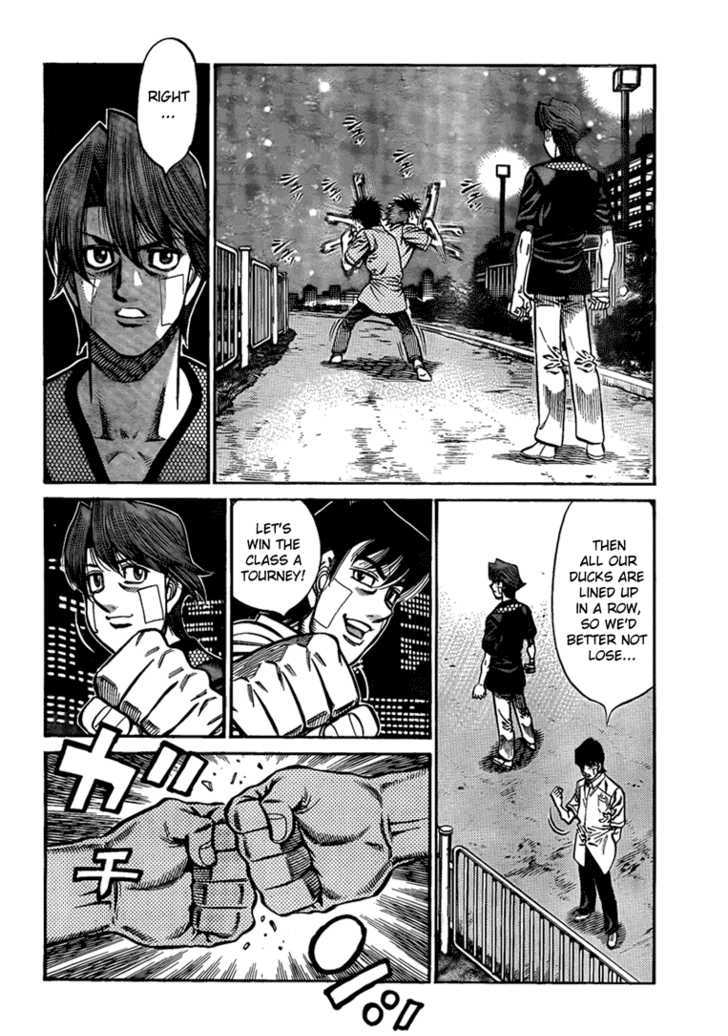 RIGHT
...
THEN
ALL OUR
DUCKS ARE
LINED UP
IN A ROW,
SO WE'D
BETTER NOT
LOSE...
LET'S
WIN THE
CLASS A
TOURNEY!
ガッ
チ
ン!!